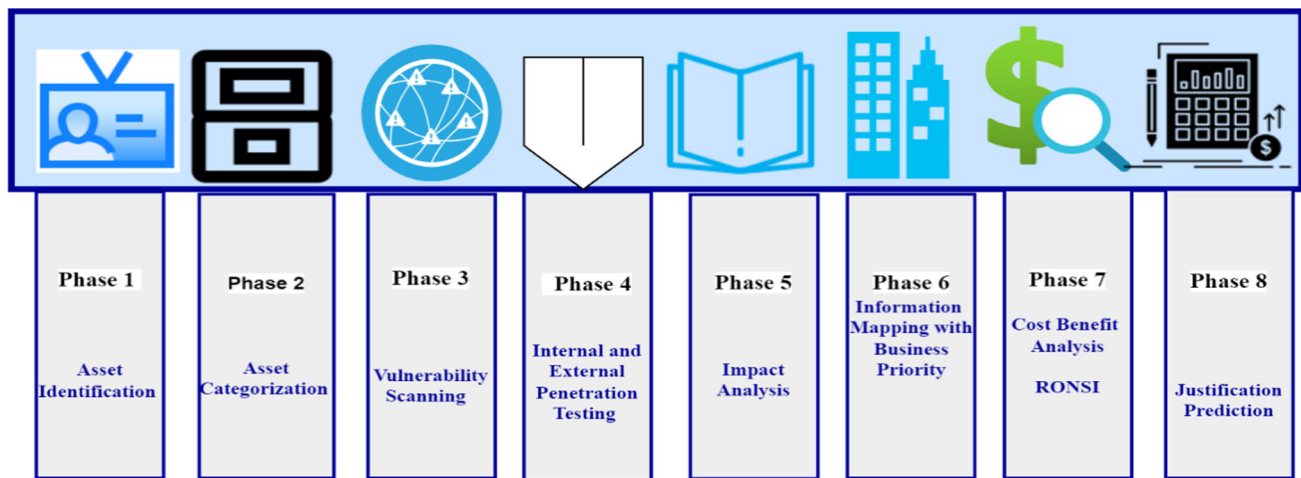 Phase 1
Asset
Identification
Phase 2
Asset
Categorization
Phase 3
Vulnerability
Scanning
Phase 4
Internal and
External
Penetration
Testing
Phase 5
Impact
Analysis
Phase 6
Information
Mapping with
Business
Priority
Phase 7
Cost Benefit
Analysis
RONSI
Phase 8
Justification
Prediction
$
$